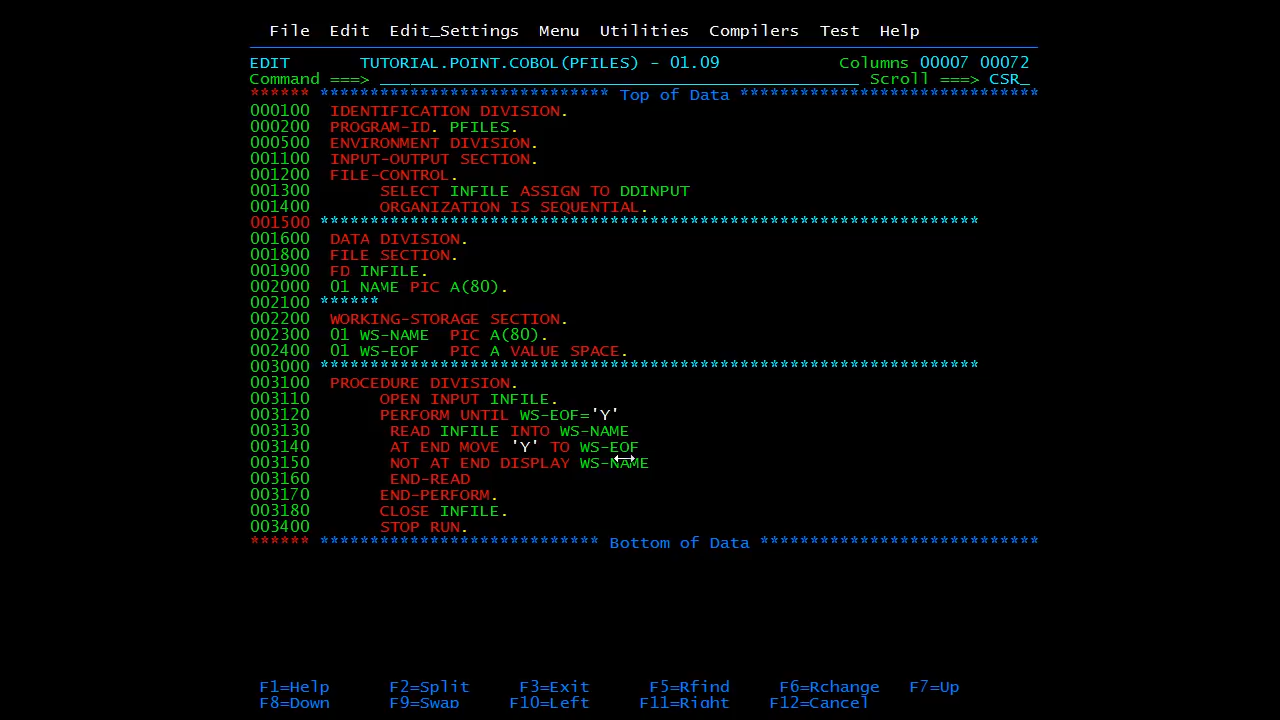 File  Edit  Edit_Settings  Menu  Utilities  Compilers  Test  Help
EDIT       TUTORIAL.POINT.COBOL(PFILES) - 01.09            Columns 00007 00072
Command ===> ________________________________________________ Scroll ===> CSR_
****** ***************************** Top of Data ******************************
000100  IDENTIFICATION DIVISION.
000200  PROGRAM-ID. PFILES.
000500  ENVIRONMENT DIVISION.
001100  INPUT-OUTPUT SECTION.
001200  FILE-CONTROL.
001300       SELECT INFILE ASSIGN TO DDINPUT
001400       ORGANIZATION IS SEQUENTIAL.
001500 ******************************************************************
001600  DATA DIVISION.
001800  FILE SECTION.
001900  FD INFILE.
002000  01 NAME PIC A(80).
002100 ******
002200  WORKING-STORAGE SECTION.
002300  01 WS-NAME  PIC A(80).
002400  01 WS-EOF   PIC A VALUE SPACE.
003000 ******************************************************************
003100  PROCEDURE DIVISION.
003110       OPEN INPUT INFILE.
003120       PERFORM UNTIL WS-EOF='Y'
003130        READ INFILE INTO WS-NAME
003140        AT END MOVE 'Y' TO WS-EOF
003150        NOT AT END DISPLAY WS-NAME
003160        END-READ
003170       END-PERFORM.
003180       CLOSE INFILE.
003400       STOP RUN.
****** **************************** Bottom of Data ****************************
F1=Help      F2=Split     F3=Exit      F5=Rfind     F6=Rchange   F7=Up
F8=Down      F9=Swap     F10=Left     F11=Right    F12=Cancel